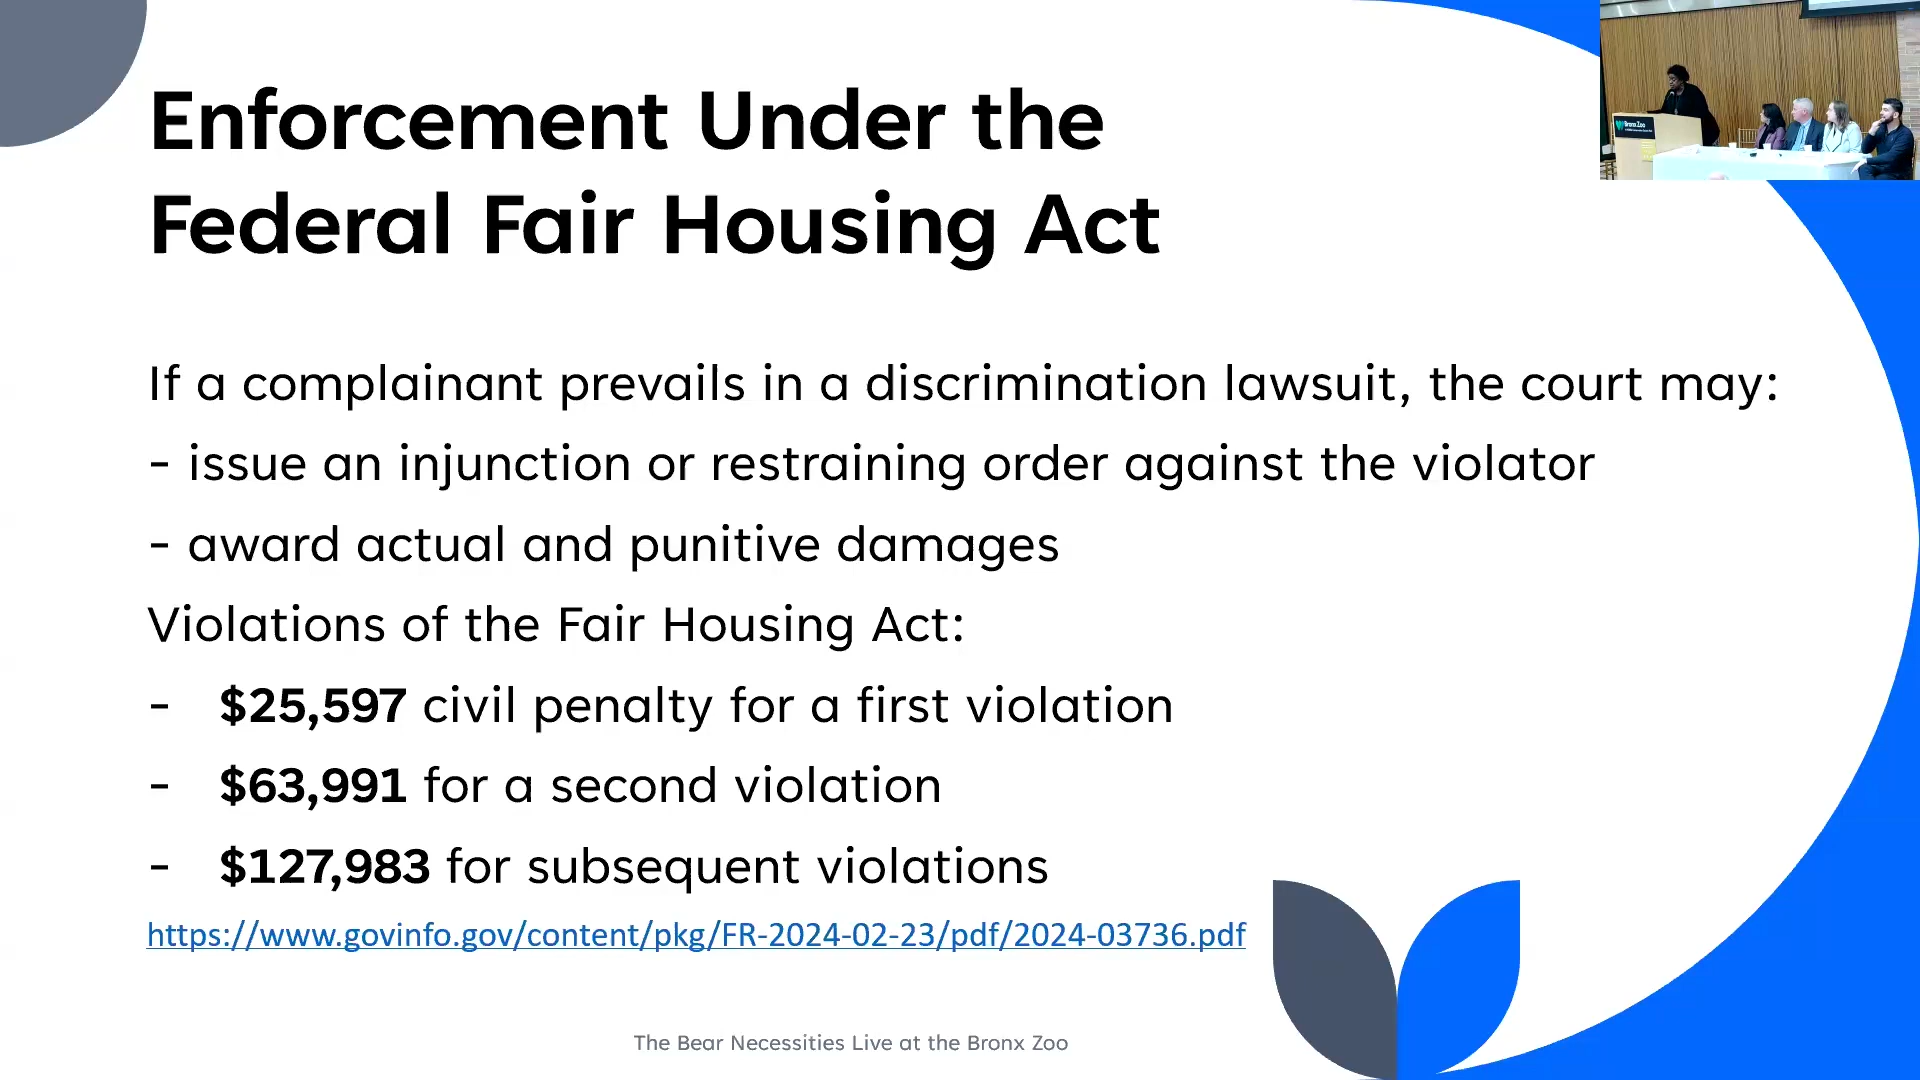 Enforcement Under the
Federal Fair Housing Act
If a complainant prevails in a discrimination lawsuit, the court may:
- issue an injunction or restraining order against the violator
- award actual and punitive damages
Violations of the Fair Housing Act:
- $25,597 civil penalty for a first violation
- $63,991 for a second violation
- $127,983 for subsequent violations
https://www.govinfo.gov/content/pkg/FR-2024-02-23/pdf/2024-03736.pdf
The Bear Necessities Live at the Bronx Zoo
Bronx Zoo